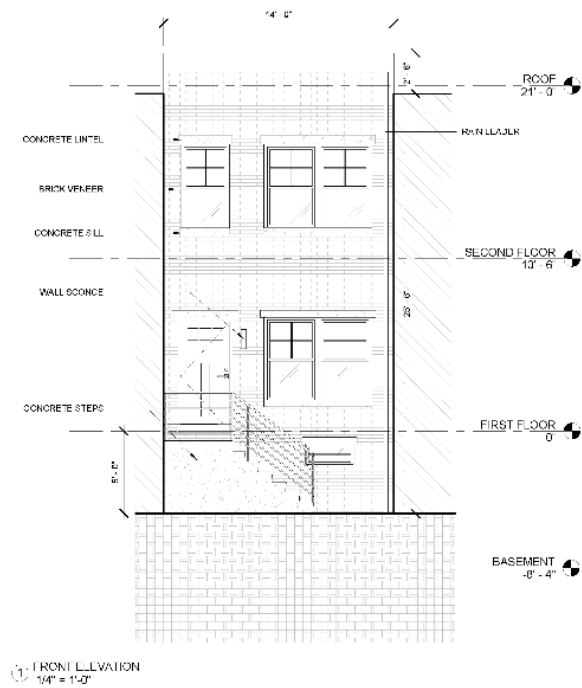 14'-0"
ROOF
21' - 0"
CONCRETE LINTEL
RAIN LEADER
BRICK VENEER
CONCRETE SILL
SECOND FLOOR
10' - 6"
WALL SCONCE
CONCRETE STEPS
FIRST FLOOR
0"
BASEMENT
-8' - 4"
1
FRONT ELEVATION
1/4" = 1'-0"